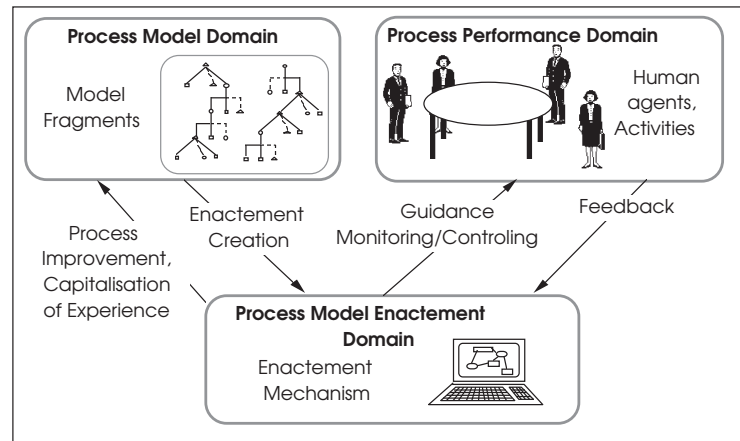 Process Model Domain
Model
Fragments
Process Performance Domain
Human
agents,
Activities
Process
Improvement,
Capitalisation
of Experience
Enactement
Creation
Guidance
Monitoring/Controling
Feedback
Process Model Enactement
Domain
Enactement
Mechanism